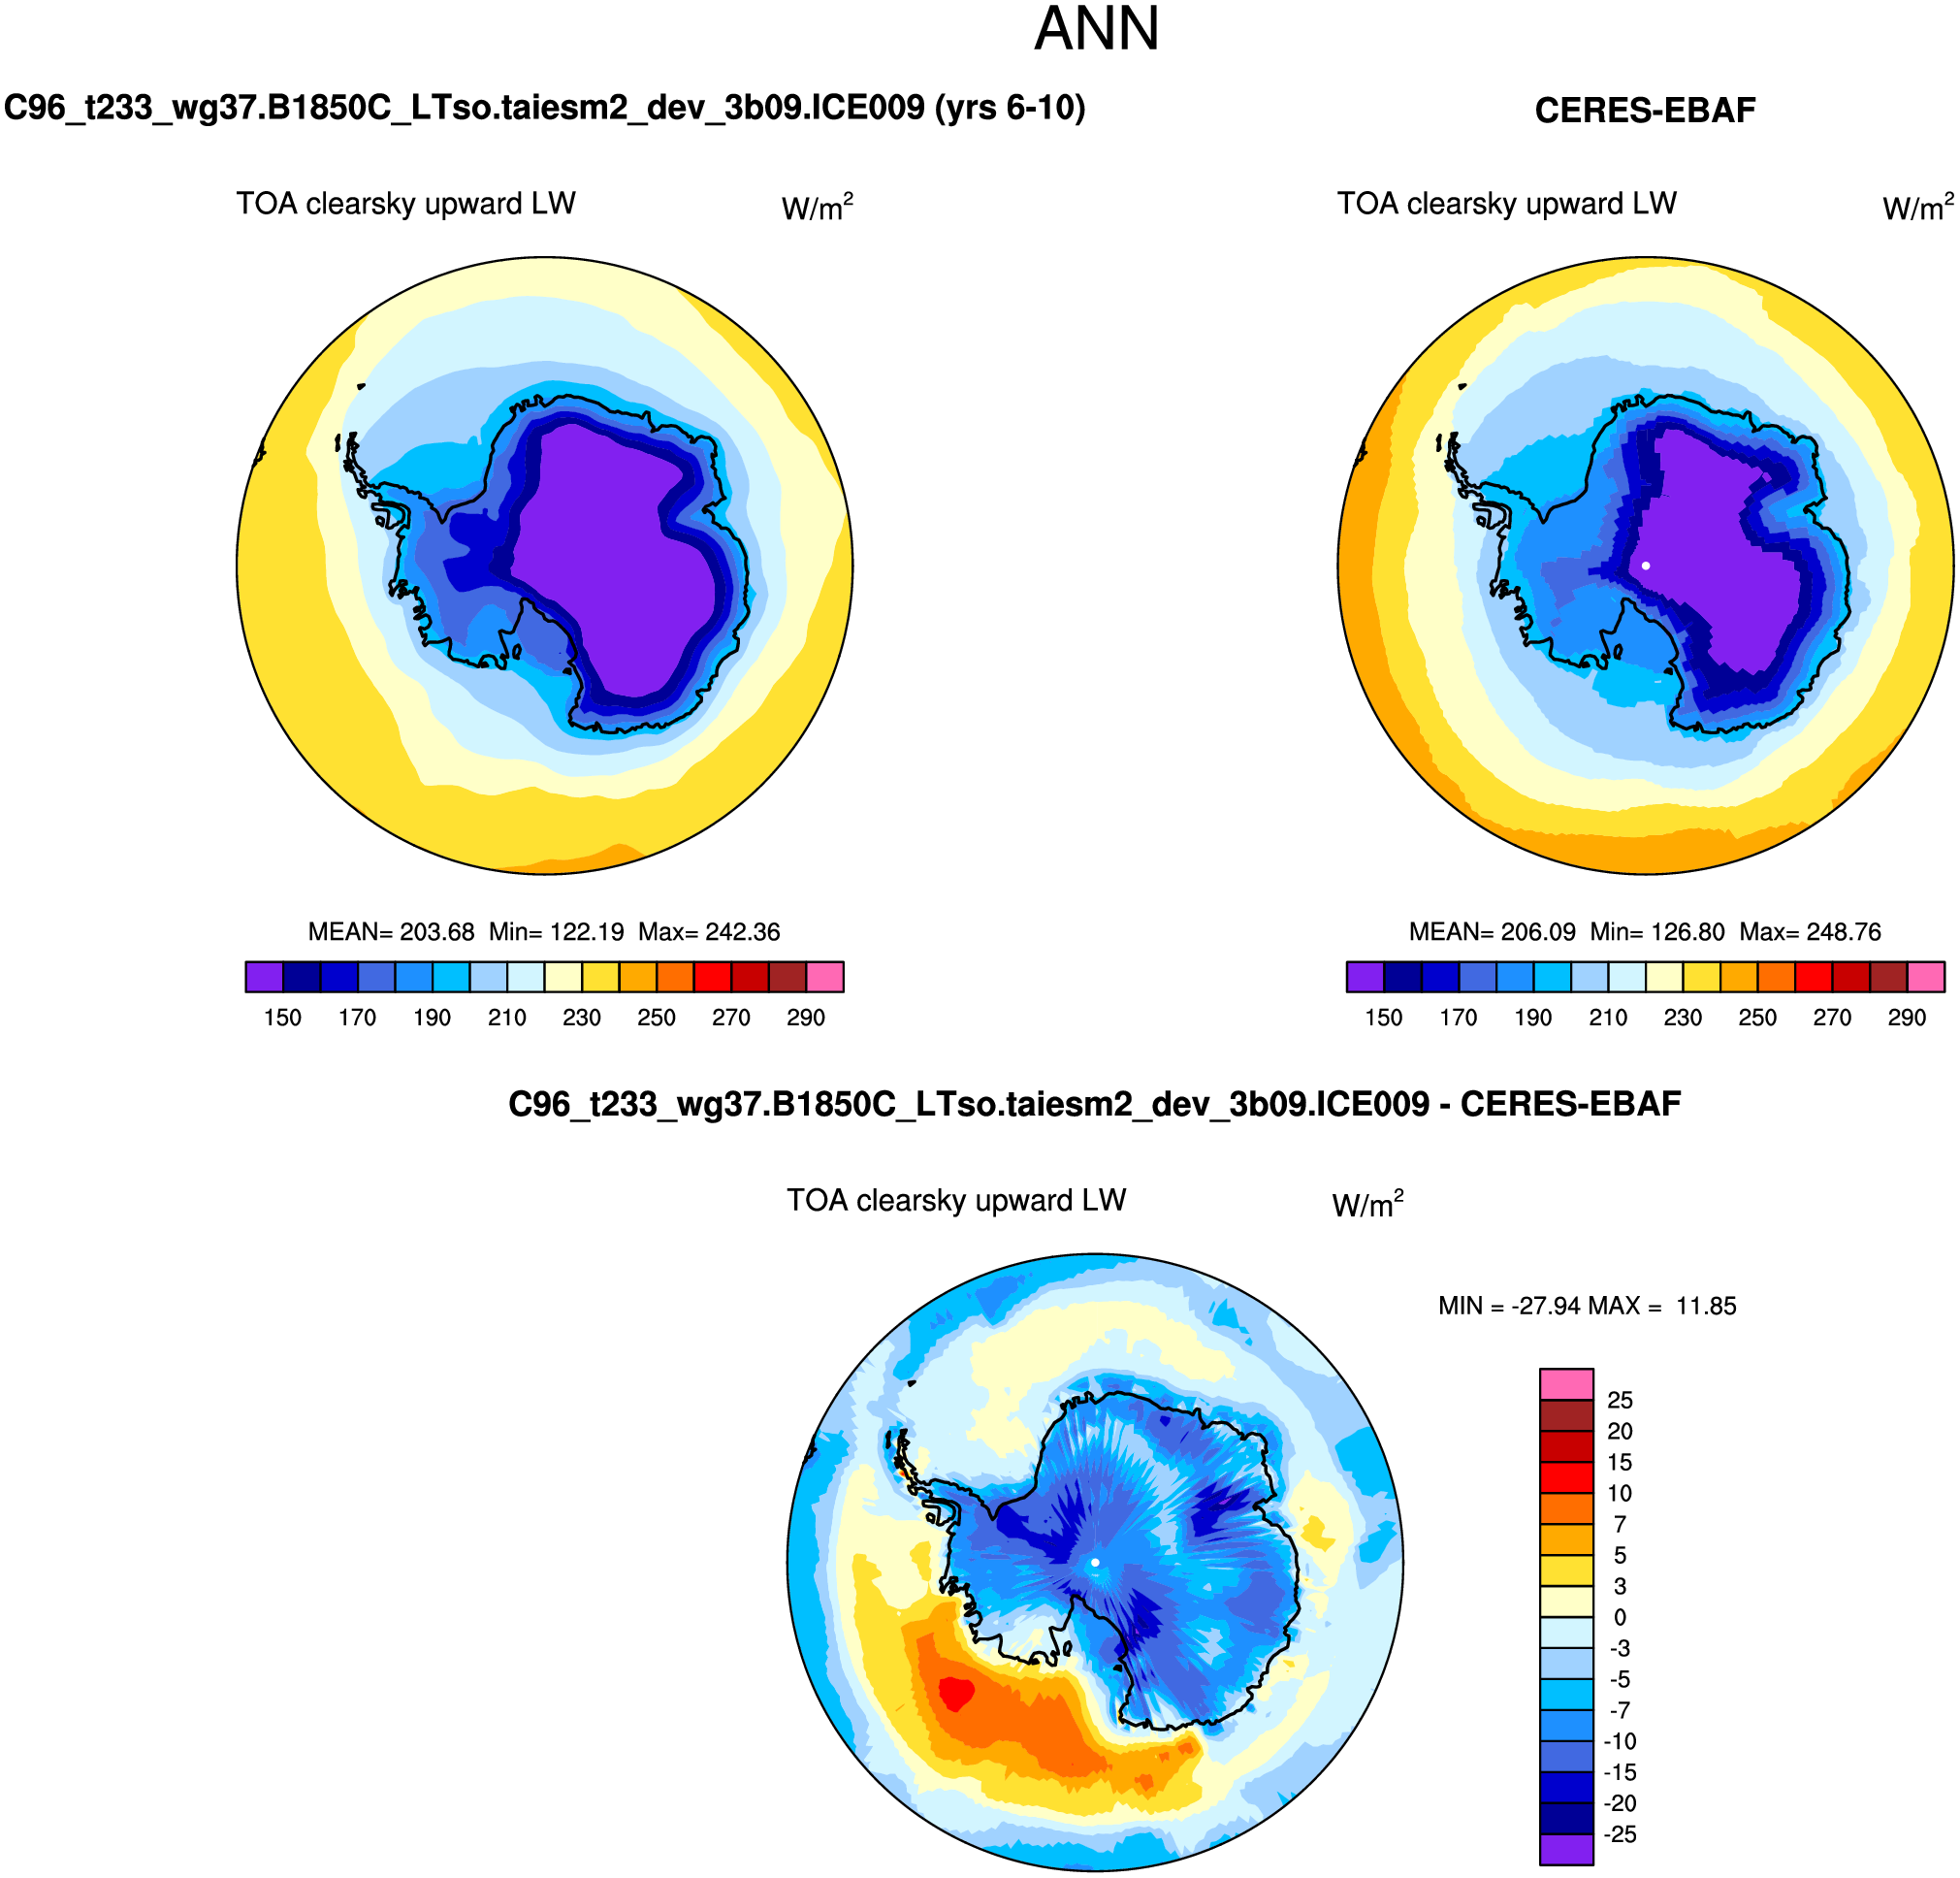 ANN
C96_t233_wg37.B1850C_LTso.taiesm2_dev_3b09.ICE009 (yrs 6-10)
CERES-EBAF
TOA clearsky upward LW W/m²
TOA clearsky upward LW W/m²
MEAN= 203.68 Min= 122.19 Max= 242.36
MEAN= 206.09 Min= 126.80 Max= 248.76
150 170 190 210 230 250 270 290
150 170 190 210 230 250 270 290
C96_t233_wg37.B1850C_LTso.taiesm2_dev_3b09.ICE009 - CERES-EBAF
TOA clearsky upward LW W/m²
MIN = -27.94 MAX = 11.85
25
20
15
10
7
5
3
0
-3
-5
-7
-10
-15
-20
-25